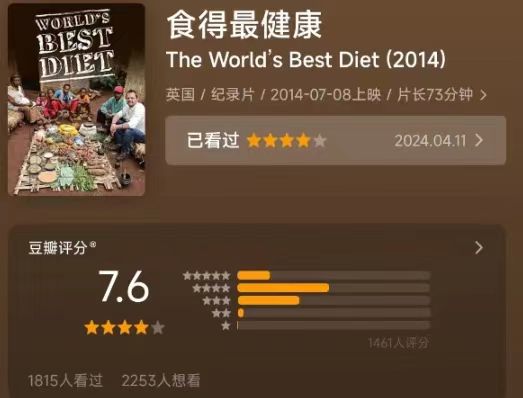 WORLD'S
BEST
DIET
食得最健康
The World's Best Diet (2014)
英国 / 纪录片 / 2014-07-08上映 / 片长73分钟 >
已看过 ★★★★★ 2024.04.11 >
豆瓣评分® >
7.6
★★★★★
★★★★★
★★★★
★★★
★★
★
1461人评分
1815人看过 2253人想看